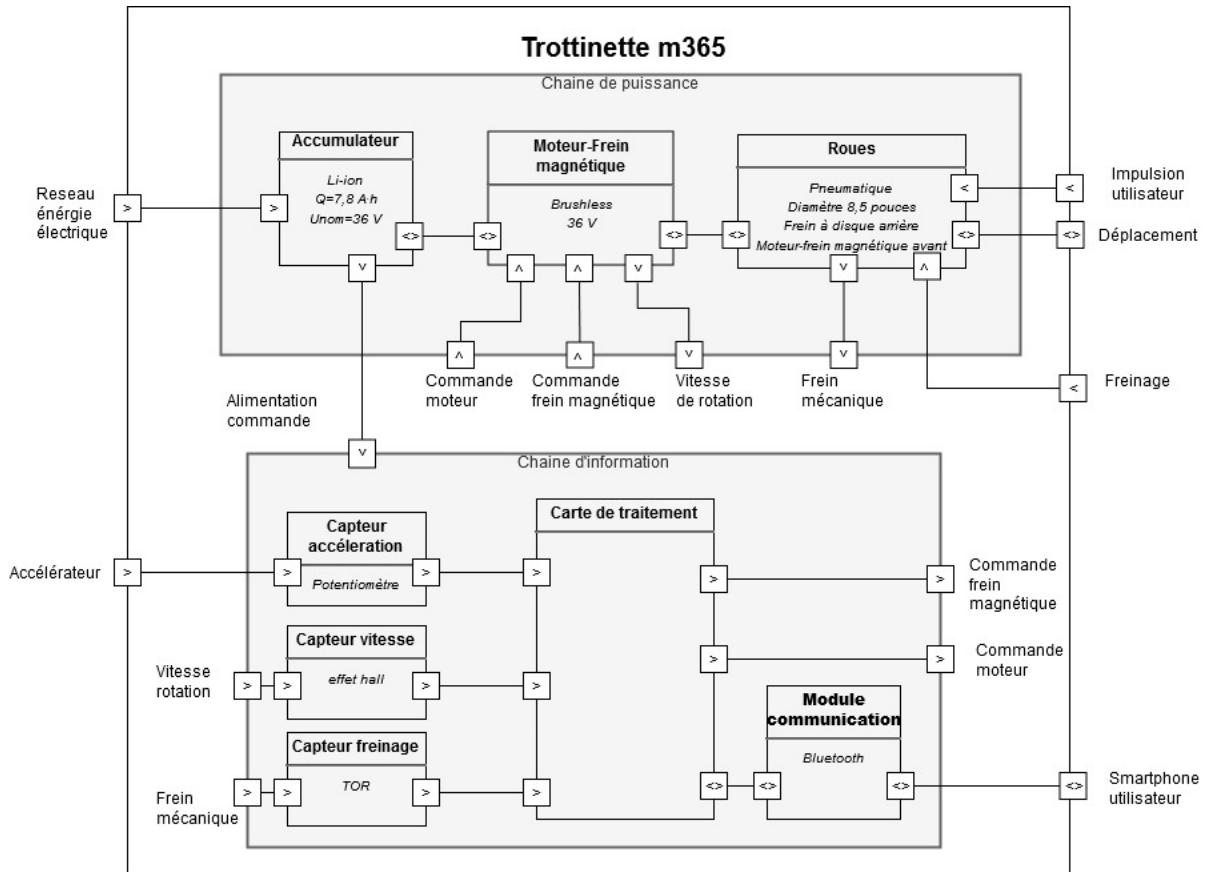 Trottinette m365
Chaine de puissance
Accumulateur
Li-ion
Q=7,8 A·h
Unom=36 V
Moteur-Frein
magnétique
Brushless
36 V
Roues
Pneumatique
Diamètre 8,5 pouces
Frein à disque arrière
Moteur-frein magnétique avant
Reseau
énérgie
électrique
Impulsion
utilisateur
Déplacement
Freinage
Alimentation
commande
Commande
moteur
Commande
frein magnétique
Vitesse
de rotation
Frein
mécanique
Chaine d'information
Capteur
accéleration
Potentiomètre
Carte de traitement
Accélérateur
Commande
frein
magnétique
Capteur vitesse
effet hall
Vitesse
rotation
Commande
moteur
Capteur freinage
TOR
Frein
mécanique
Module
communication
Bluetooth
Smartphone
utilisateur